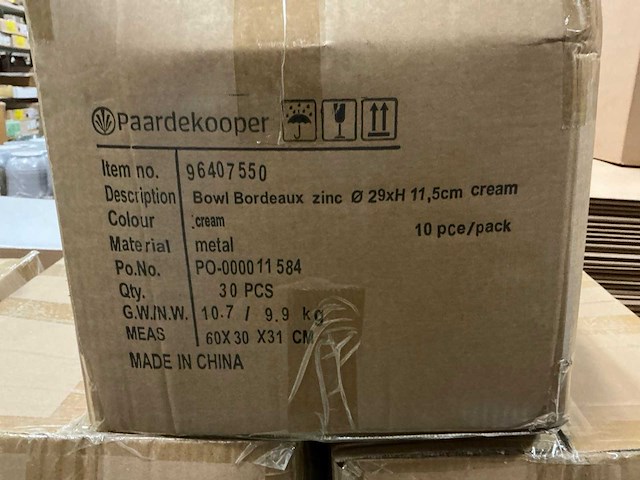 Paardekooper
Item no. 96407550
Description Bowl Bordeaux zinc Ø 29xH 11,5cm cream
Colour :cream
10 pce/pack
Material metal
Po.No. PO-000011584
Qty. 30 PCS
G.W./N.W. 10.7 / 9.9 kg
MEAS 60X30 X31 CM
MADE IN CHINA